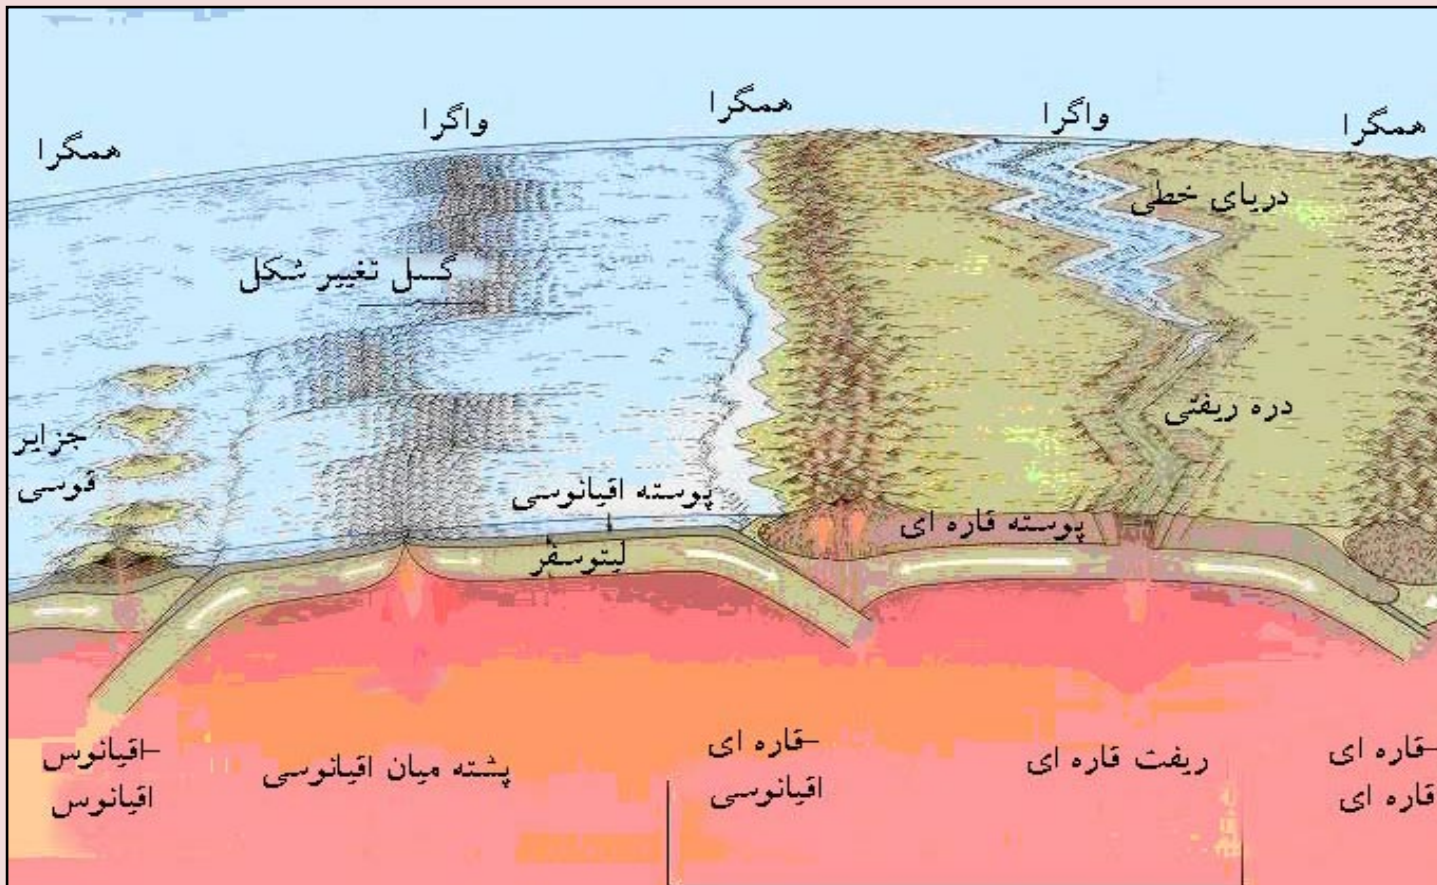 همگرا
واگرا
همگرا
واگرا
همگرا
دریای خطی
گسل تغییر شکل
دره ریفتی
جزایر
قوسی
پوسته اقیانوسی
پوسته قاره ای
لیتوسفر
قاره ای–
قاره ای
ریفت قاره ای
قاره ای–
اقیانوسی
پشته میان اقیانوسی
اقیانوس–
اقیانوس